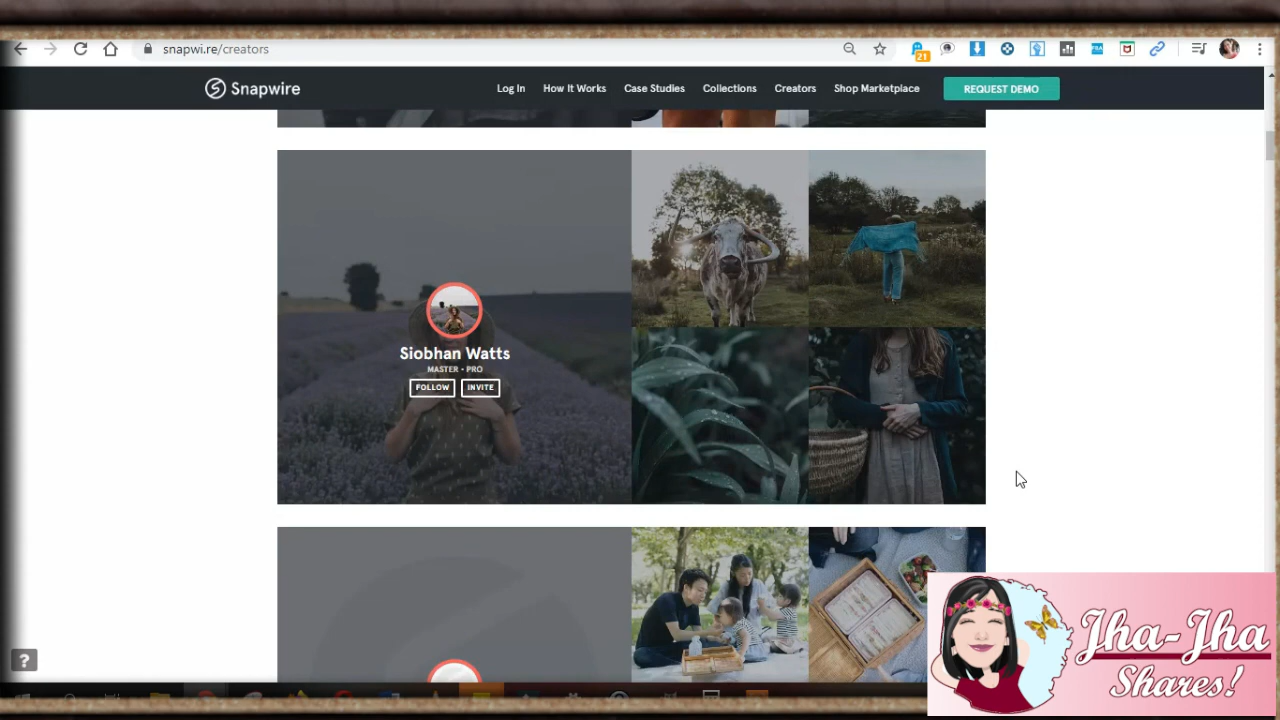 snapwi.re/creators
21
Snapwire
Log In How It Works Case Studies Collections Creators Shop Marketplace REQUEST DEMO
Siobhan Watts
MASTER • PRO
FOLLOW INVITE
?
Jha-Jha
Shares!